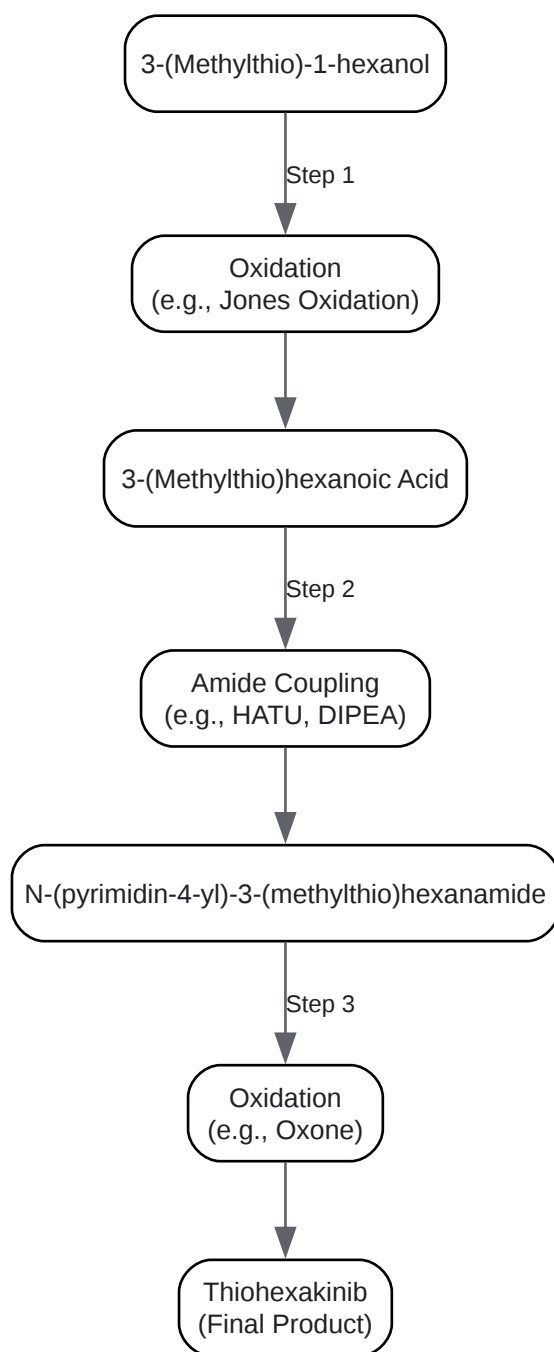 3-(Methylthio)-1-hexanol
Step 1
Oxidation
(e.g., Jones Oxidation)
3-(Methylthio)hexanoic Acid
Step 2
Amide Coupling
(e.g., HATU, DIPEA)
N-(pyrimidin-4-yl)-3-(methylthio)hexanamide
Step 3
Oxidation
(e.g., Oxone)
Thiohexakinib
(Final Product)